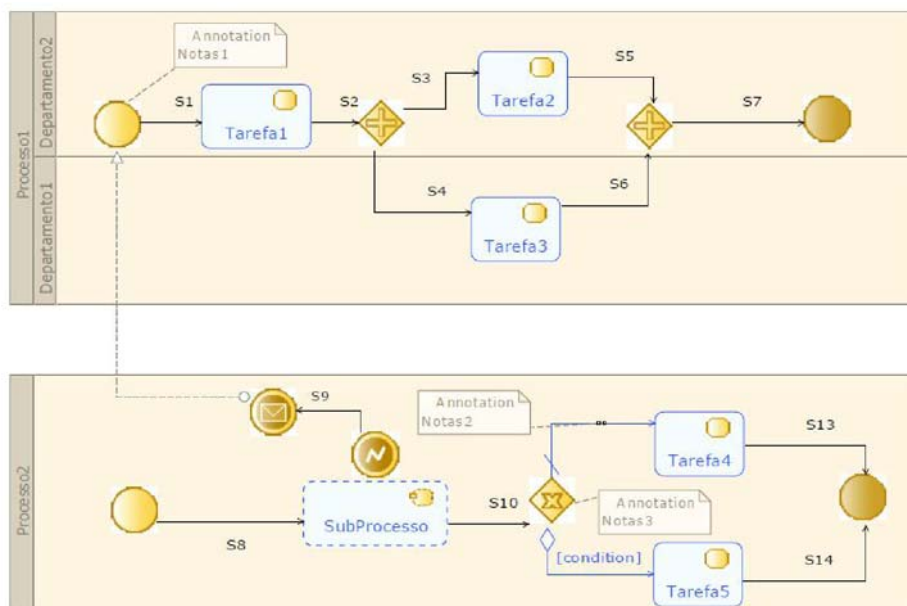 Processo1
Departamento2
Departamento1
Annotation
Notas1
S1
Tarefa1
S2
S3
Tarefa2
S5
S7
S4
Tarefa3
S6
Processo2
S9
Annotation
Notas2
S8
SubProcesso
S10
Annotation
Notas3
Tarefa4
S13
[condition]
Tarefa5
S14